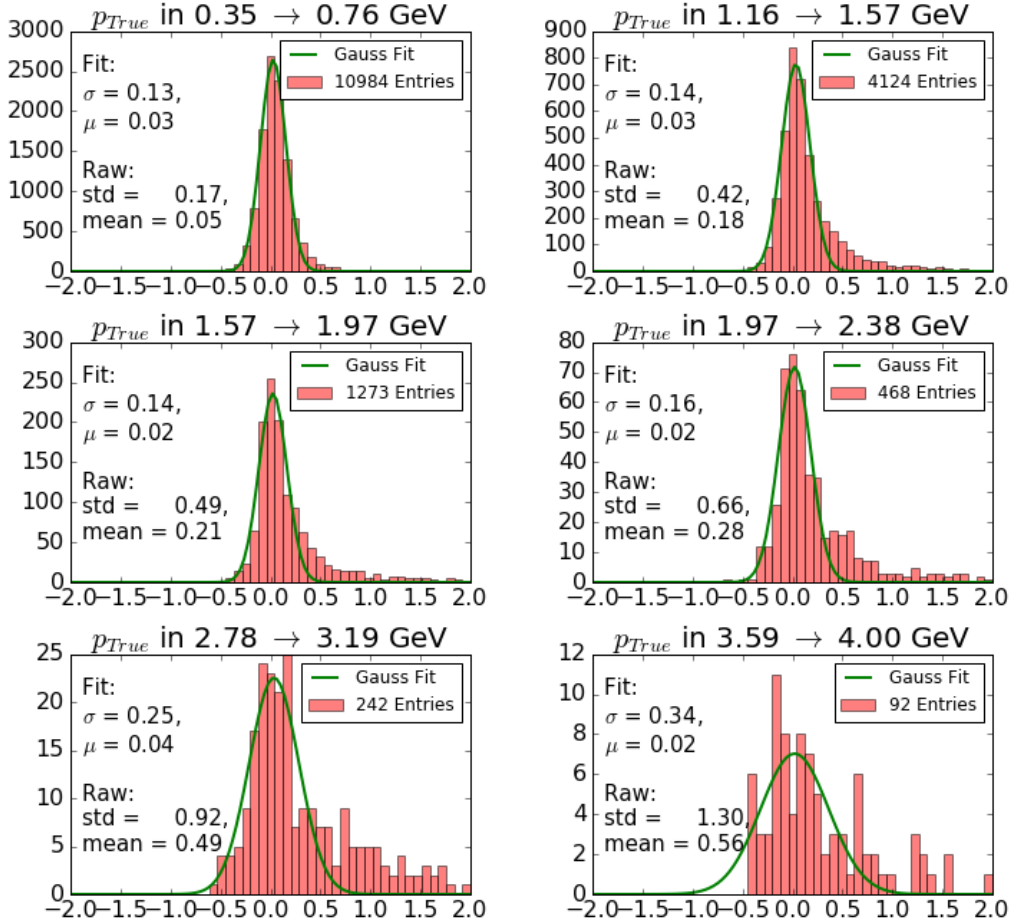 p_True in 0.35 → 0.76 GeV
3000
2500
2000
1500
1000
500
0
Fit:
σ = 0.13,
μ = 0.03
Raw:
std = 0.17,
mean = 0.05
Gauss Fit
10984 Entries
−2.0−1.5−1.0−0.5 0.0 0.5 1.0 1.5 2.0
p_True in 1.16 → 1.57 GeV
900
800
700
600
500
400
300
200
100
0
Fit:
σ = 0.14,
μ = 0.03
Raw:
std = 0.42,
mean = 0.18
Gauss Fit
4124 Entries
−2.0−1.5−1.0−0.5 0.0 0.5 1.0 1.5 2.0
p_True in 1.57 → 1.97 GeV
300
250
200
150
100
50
0
Fit:
σ = 0.14,
μ = 0.02
Raw:
std = 0.49,
mean = 0.21
Gauss Fit
1273 Entries
−2.0−1.5−1.0−0.5 0.0 0.5 1.0 1.5 2.0
p_True in 1.97 → 2.38 GeV
80
70
60
50
40
30
20
10
0
Fit:
σ = 0.16,
μ = 0.02
Raw:
std = 0.66,
mean = 0.28
Gauss Fit
468 Entries
−2.0−1.5−1.0−0.5 0.0 0.5 1.0 1.5 2.0
p_True in 2.78 → 3.19 GeV
25
20
15
10
5
0
Fit:
σ = 0.25,
μ = 0.04
Raw:
std = 0.92,
mean = 0.49
Gauss Fit
242 Entries
−2.0−1.5−1.0−0.5 0.0 0.5 1.0 1.5 2.0
p_True in 3.59 → 4.00 GeV
12
10
8
6
4
2
0
Fit:
σ = 0.34,
μ = 0.02
Raw:
std = 1.30,
mean = 0.56
Gauss Fit
92 Entries
−2.0−1.5−1.0−0.5 0.0 0.5 1.0 1.5 2.0